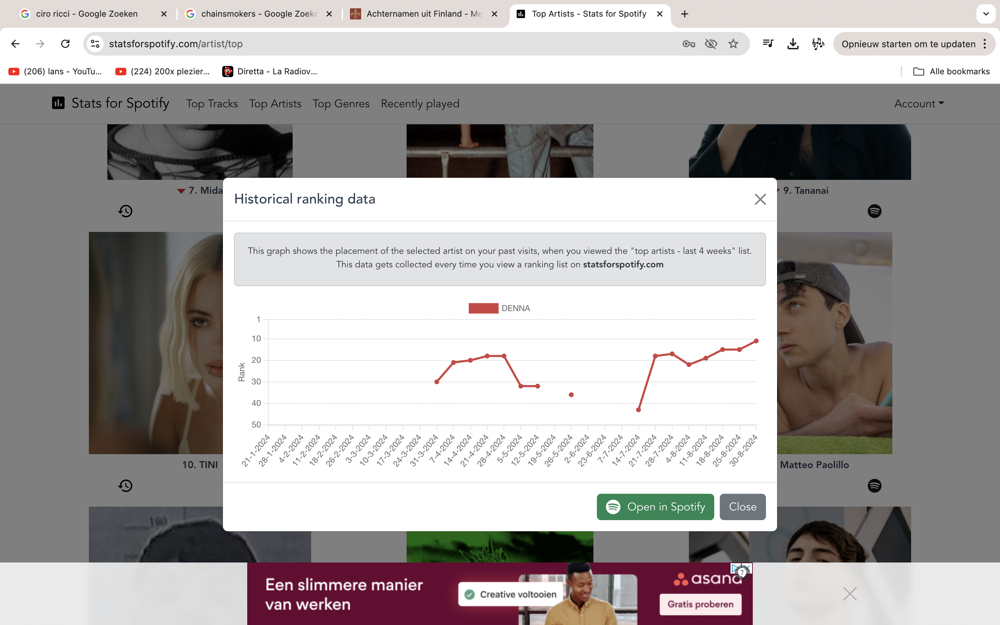 ciro ricci - Google Zoeken
chainsmokers - Google Zoeke
Achternamen uit Finland - Me
Top Artists - Stats for Spotify
statsforspotify.com/artist/top
Opnieuw starten om te updaten
(206) lans - YouTu...
(224) 200x plezier...
Diretta - La Radiov...
Alle bookmarks
Stats for Spotify
Top Tracks
Top Artists
Top Genres
Recently played
Account
7. Mida
9. Tananai
Historical ranking data
This graph shows the placement of the selected artist on your past visits, when you viewed the "top artists - last 4 weeks" list.
This data gets collected every time you view a ranking list on statsforspotify.com
DENNA
Rank
1
10
20
30
40
50
21-1-2024
28-1-2024
4-2-2024
11-2-2024
18-2-2024
26-2-2024
3-3-2024
10-3-2024
17-3-2024
24-3-2024
31-3-2024
7-4-2024
14-4-2024
21-4-2024
28-4-2024
5-5-2024
12-5-2024
19-5-2024
26-5-2024
2-6-2024
23-6-2024
7-7-2024
14-7-2024
21-7-2024
28-7-2024
4-8-2024
11-8-2024
18-8-2024
25-8-2024
30-8-2024
10. TINI
Matteo Paolillo
Open in Spotify
Close
Een slimmere manier
van werken
Creative voltooien
asana
Gratis proberen